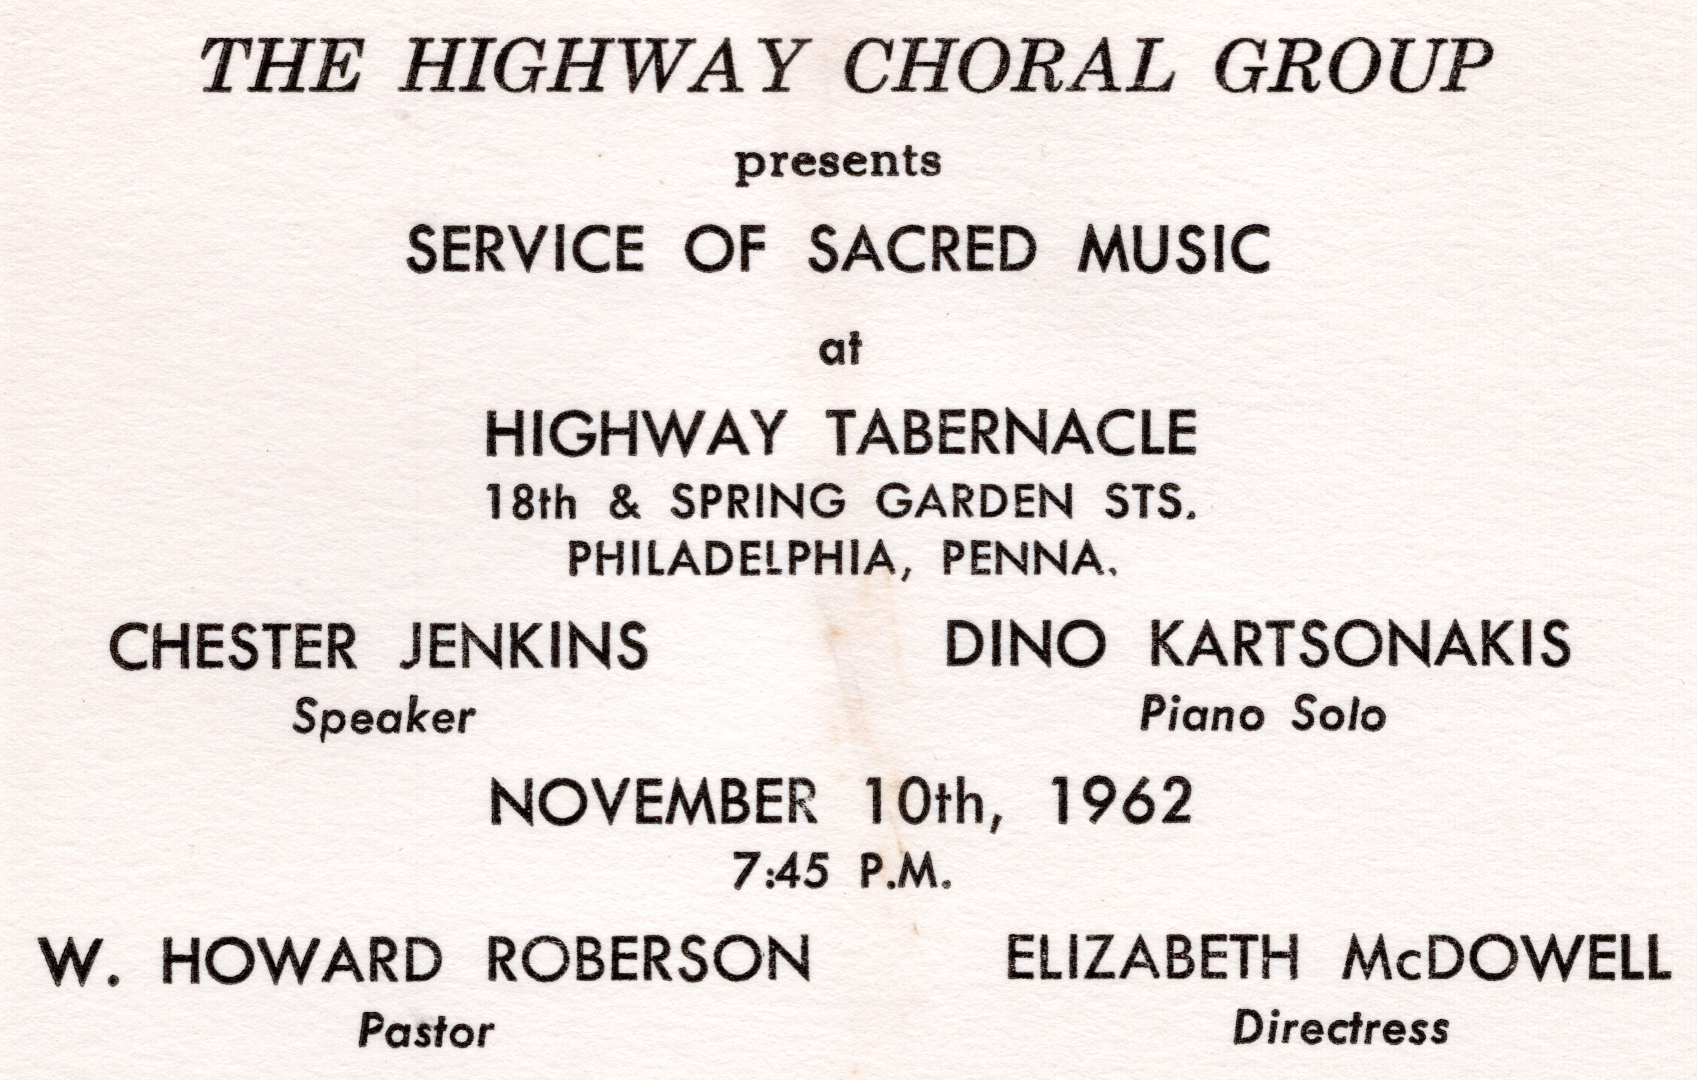 THE HIGHWAY CHORAL GROUP
presents
SERVICE OF SACRED MUSIC
at
HIGHWAY TABERNACLE
18th & SPRING GARDEN STS.
PHILADELPHIA, PENNA.
CHESTER JENKINS DINO KARTSONAKIS
Speaker Piano Solo
NOVEMBER 10th, 1962
7:45 P.M.
W. HOWARD ROBERSON ELIZABETH McDOWELL
Pastor Directress